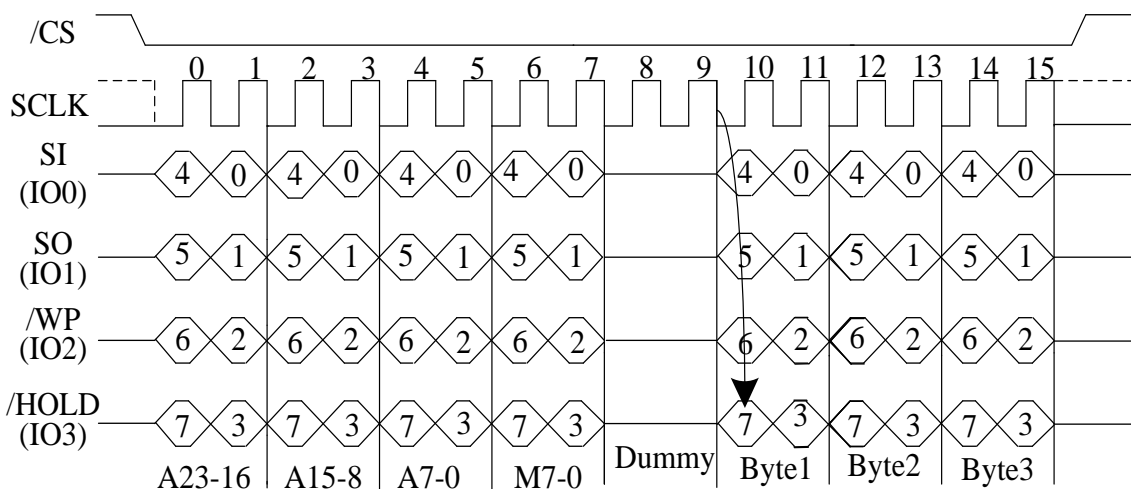 /CS
0 1 2 3 4 5 6 7 8 9 10 11 12 13 14 15
SCLK
SI
(IO0)
4 0 4 0 4 0 4 0 4 0 4 0 4 0
SO
(IO1)
5 1 5 1 5 1 5 1 5 1 5 1 5 1
/WP
(IO2)
6 2 6 2 6 2 6 2 6 2 6 2 6 2
/HOLD
(IO3)
7 3 7 3 7 3 7 3 7 3 7 3 7 3
A23-16 A15-8 A7-0 M7-0 Dummy Byte1 Byte2 Byte3